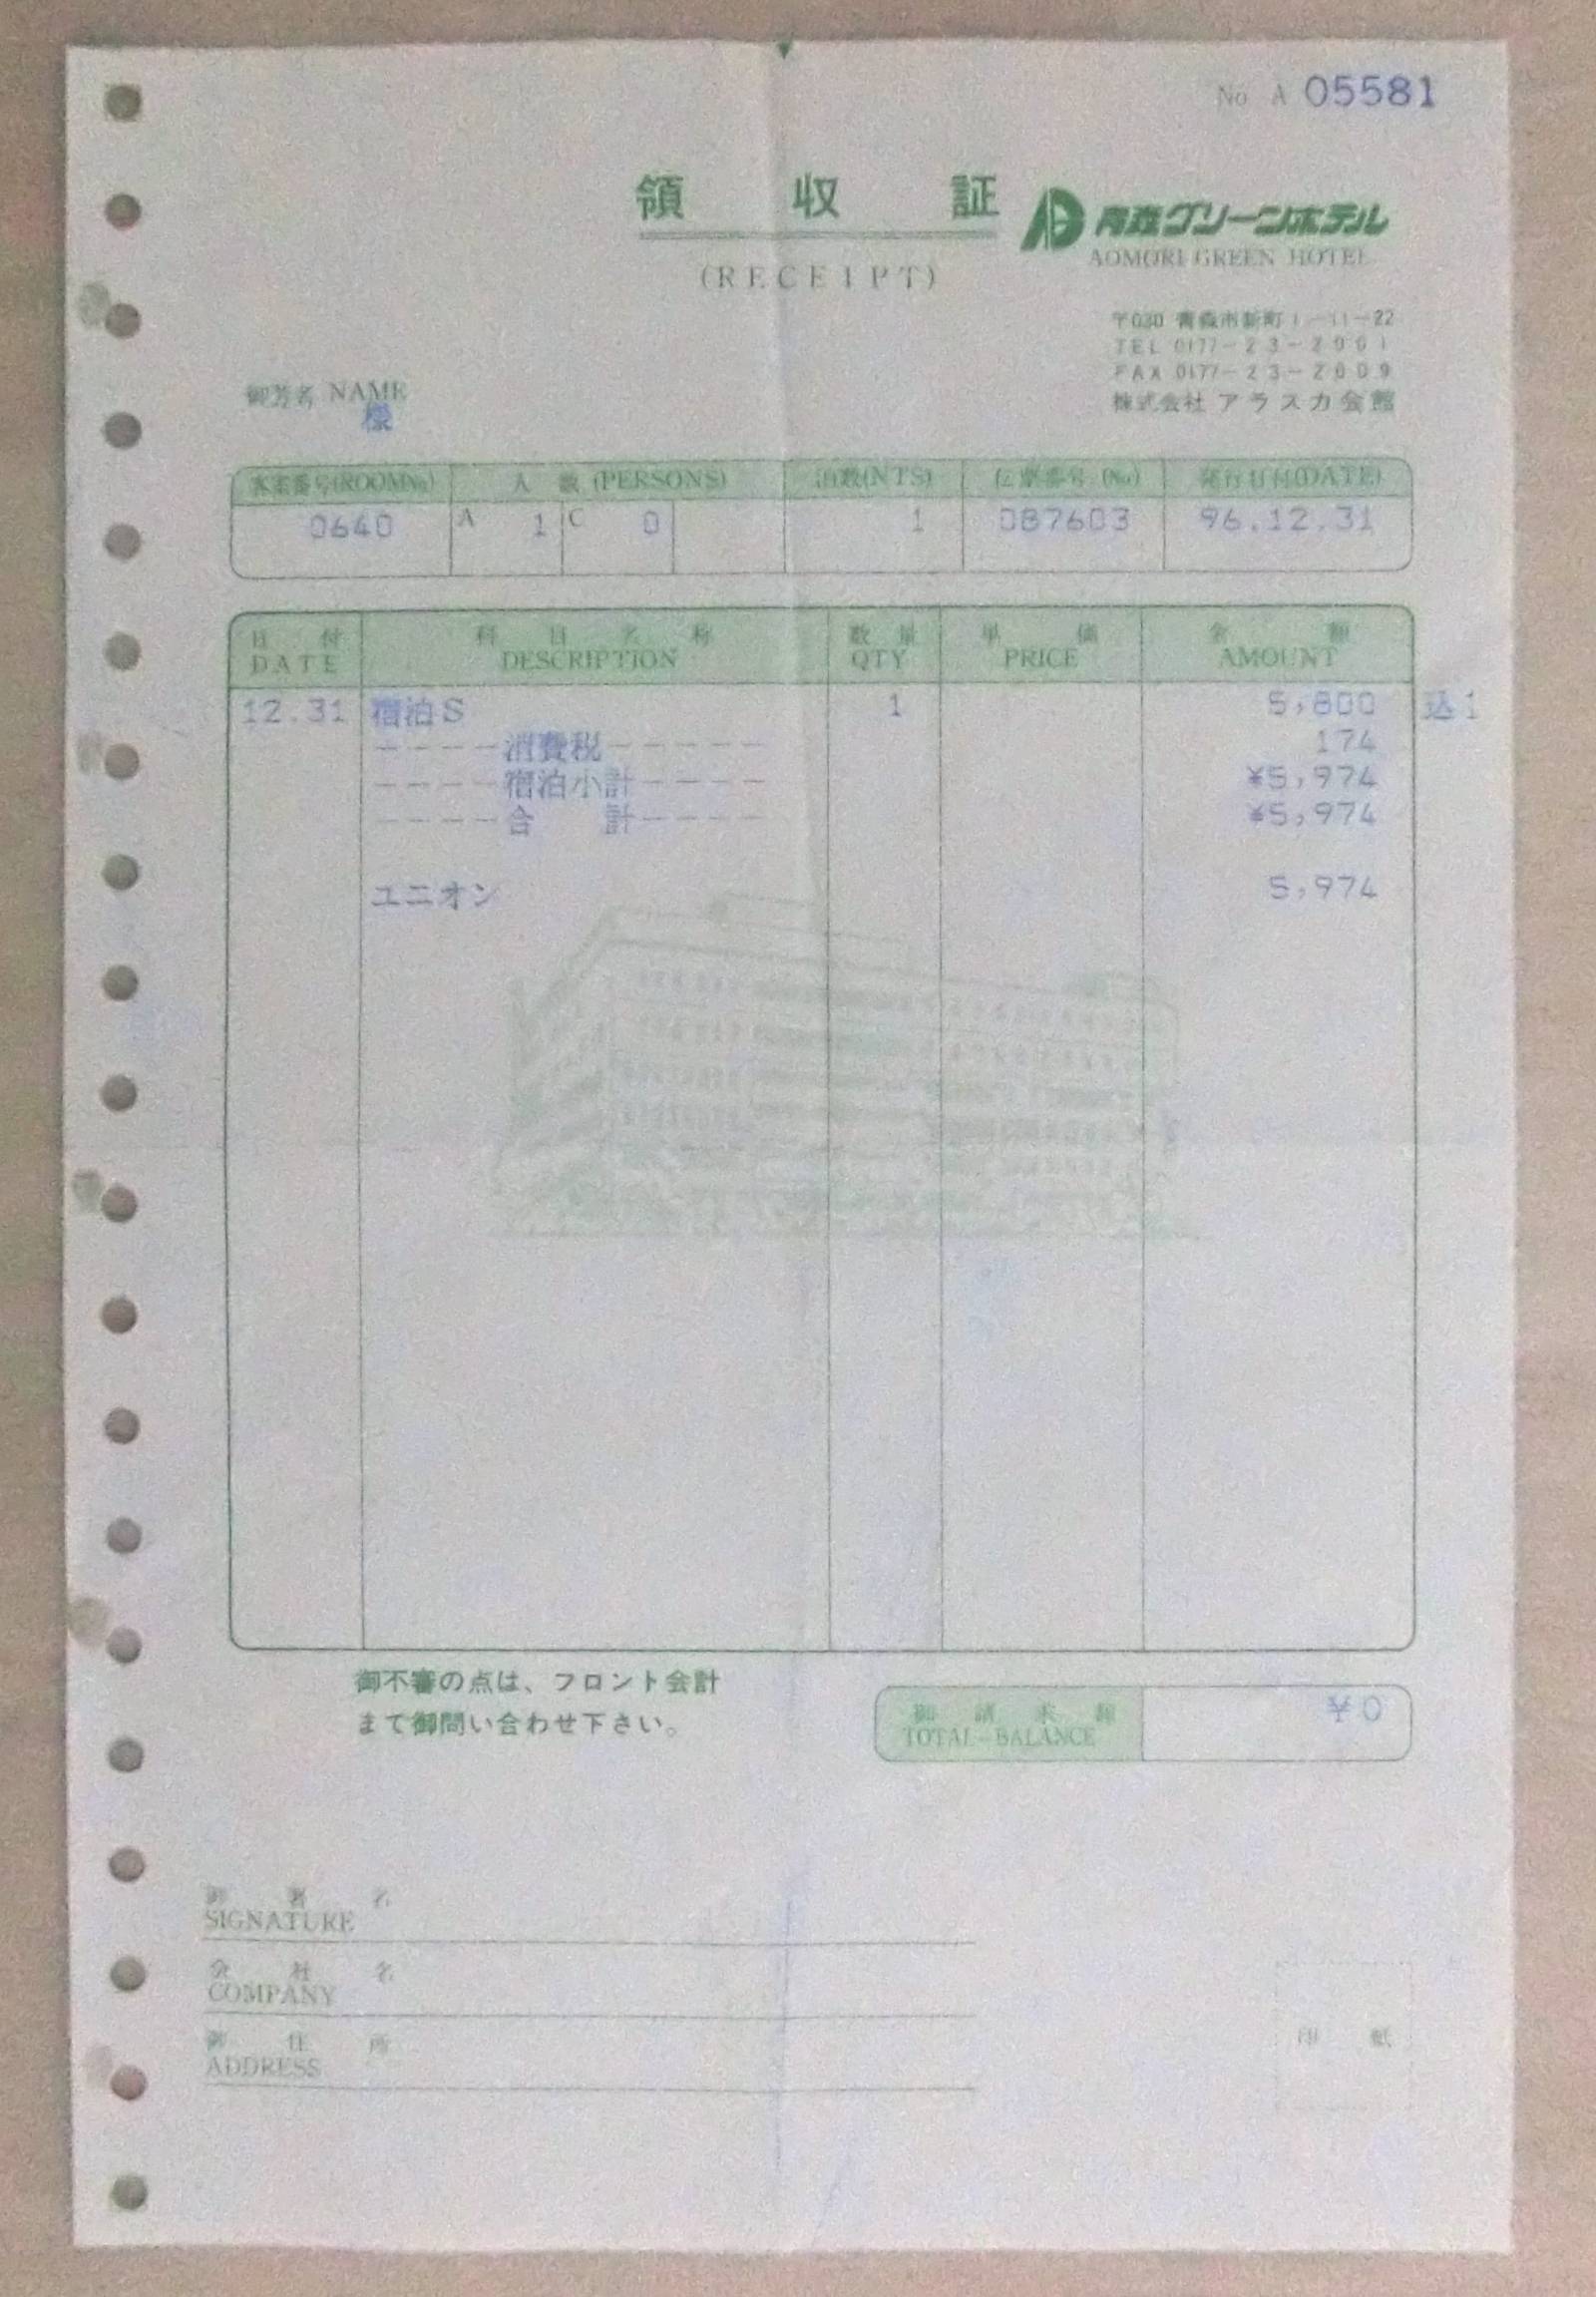 No A 05581
領収証
(RECEIPT)
青森グリーンホテル
AOMORI GREEN HOTEL
〒030 青森市新町1-11-22
TEL 0177-23-2001
FAX 0177-23-2009
株式会社 アラスカ会館
御芳名 NAME
様
客室番号(ROOMNo) 人数(PERSONS) 泊数(NTS) 伝票番号(No) 発行日付(DATE)
0640 A 1 C 0 1 087603 96.12.31
日付 科目名称 数量 単価 金額
DATE DESCRIPTION QTY PRICE AMOUNT
12.31 宿泊S 1 5,800 込1
----消費税----- 174
----宿泊小計---- ¥5,974
----合 計---- ¥5,974
ユニオン 5,974
御不審の点は、フロント会計
まで御問い合わせ下さい。
御請求額 ¥0
TOTAL-BALANCE
御署名
SIGNATURE
会社名
COMPANY
御住所
ADDRESS
印紙